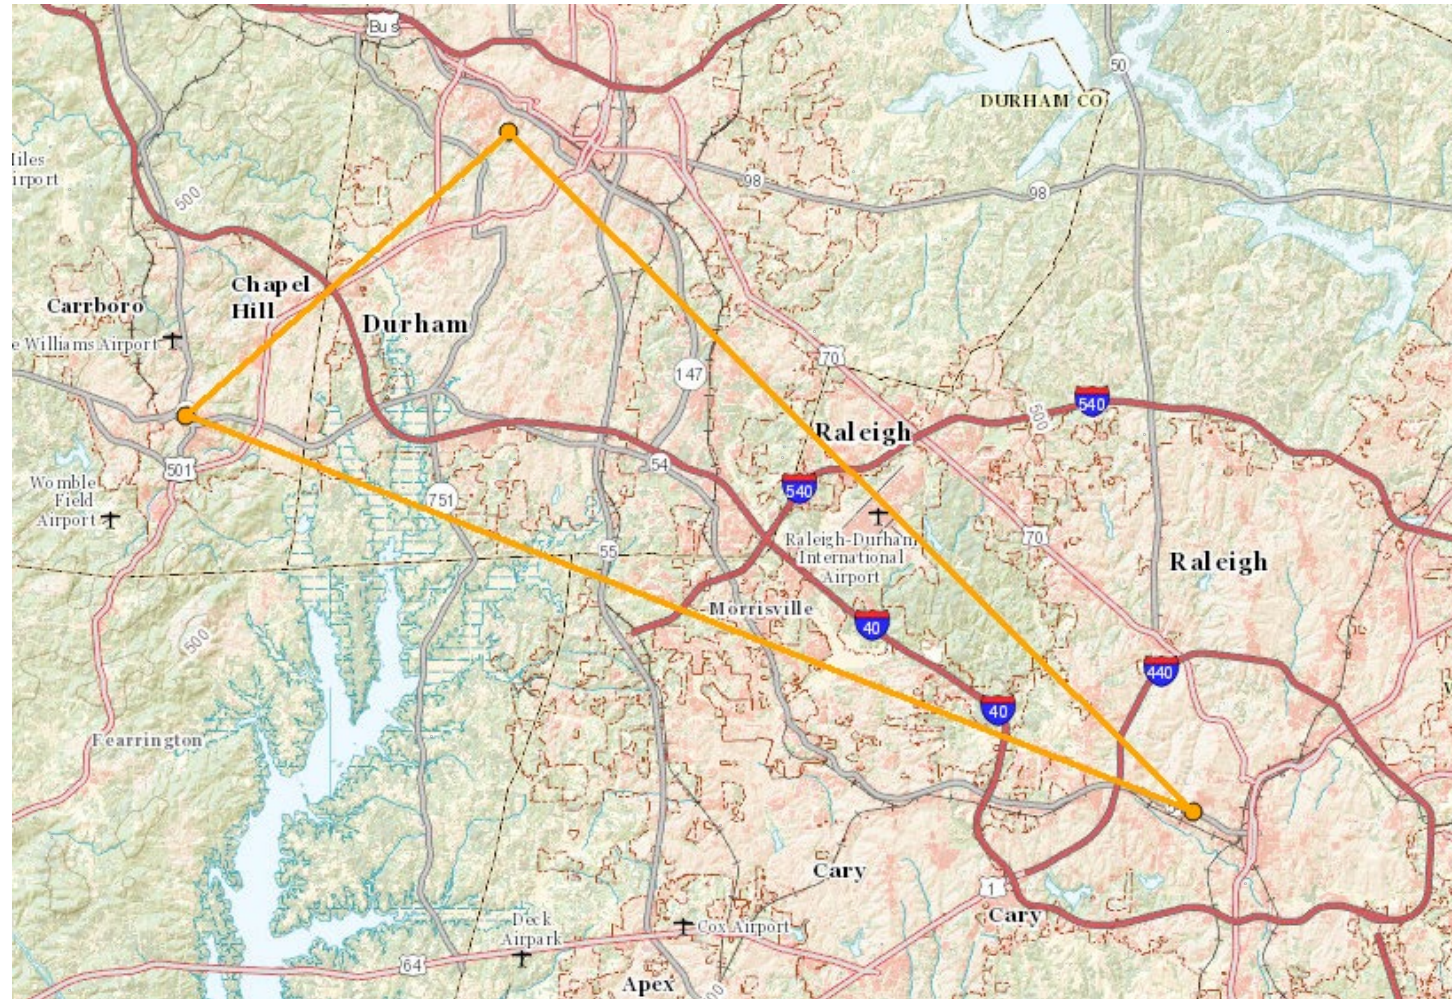 Bus
50
DURHAM CO
Iiles
irport
500
98
98
Chapel
Hill
Carrboro
Durham
e Williams Airport
70
147
540
500
Raleigh
501
54
Womble
Field
Airport
540
751
Raleigh-Durham
International
Airport
70
55
Raleigh
Morrisville
500
40
440
40
Fearrington
Cary
1
Cary
Deck
Airpark
Cox Airport
64
Apex